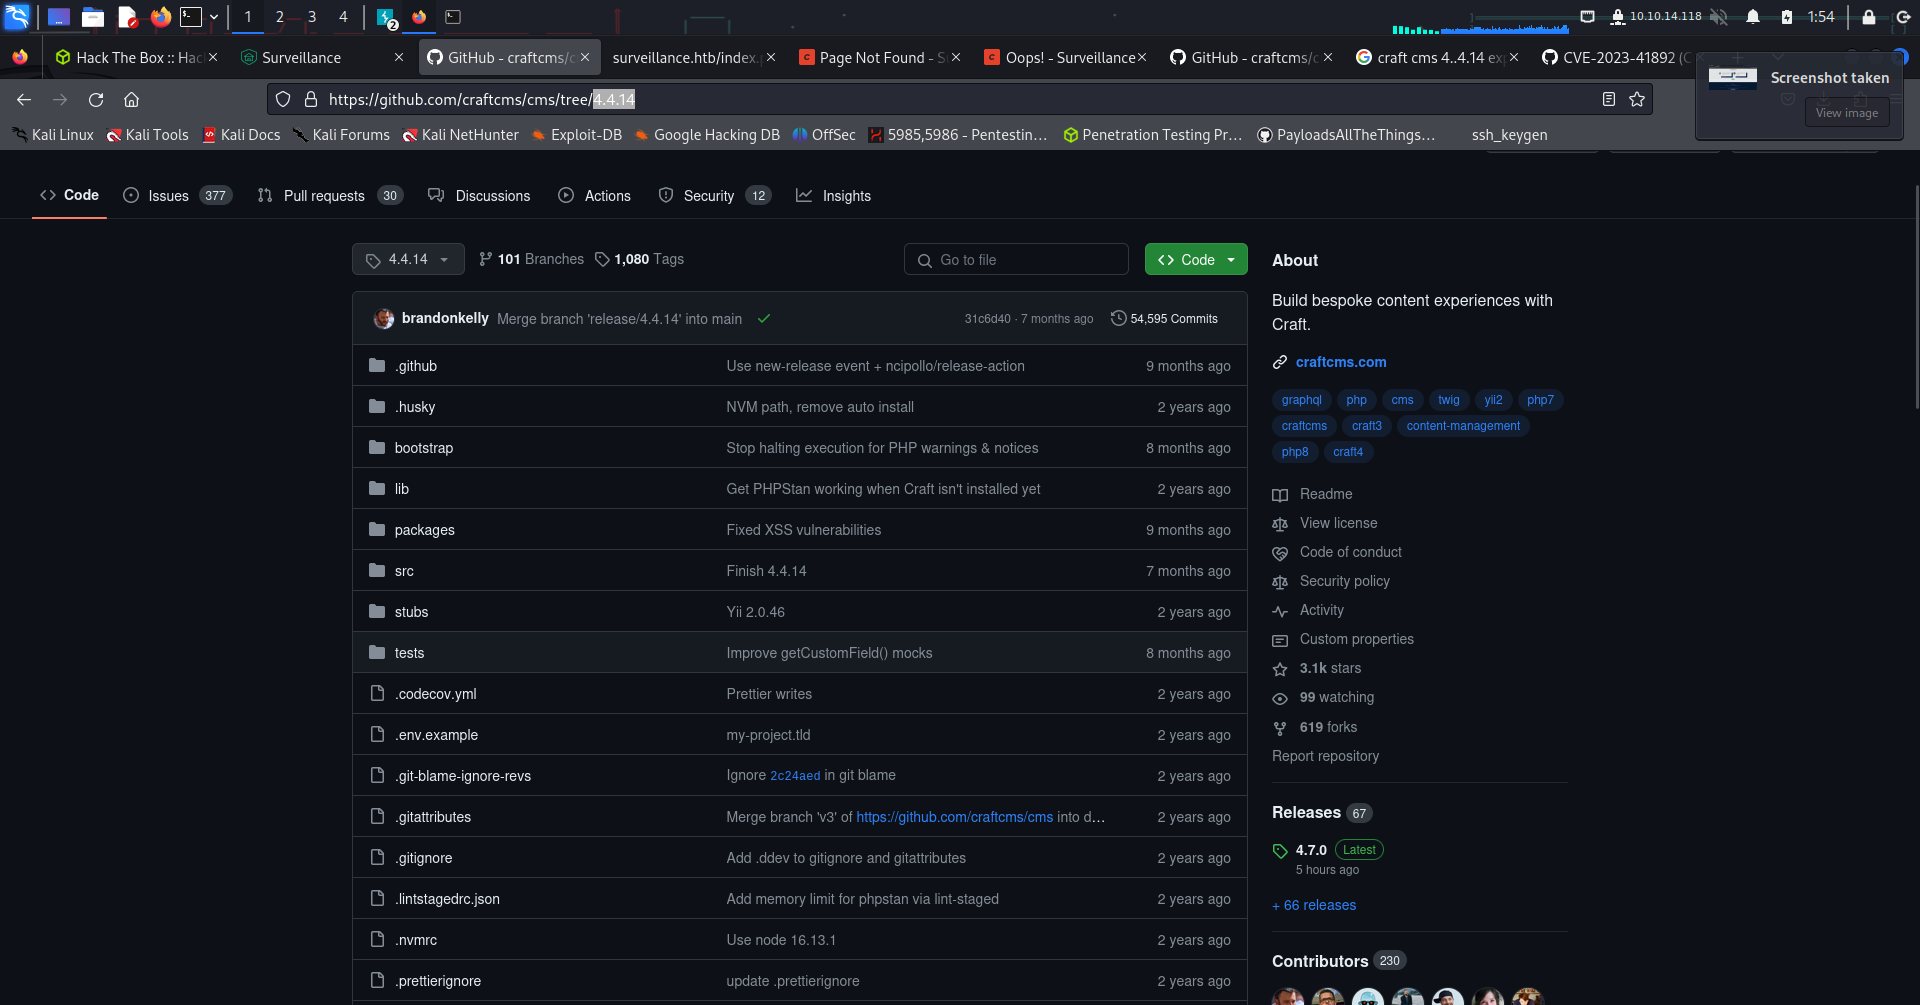 1 2 3 4 2 10.10.14.118 1:54
Hack The Box :: Hac
Surveillance
GitHub - craftcms/c
surveillance.htb/index.
Page Not Found - S
Oops! - Surveillance
GitHub - craftcms/c
craft cms 4..4.14 ex
CVE-2023-41892 (C
Screenshot taken
View image
https://github.com/craftcms/cms/tree/4.4.14
Kali Linux Kali Tools Kali Docs Kali Forums Kali NetHunter Exploit-DB Google Hacking DB OffSec 5985,5986 - Pentestin... Penetration Testing Pr... PayloadsAllTheThings... ssh_keygen
Code Issues 377 Pull requests 30 Discussions Actions Security 12 Insights
4.4.14 101 Branches 1,080 Tags Go to file Code
brandonkelly Merge branch 'release/4.4.14' into main 31c6d40 · 7 months ago 54,595 Commits
.github Use new-release event + ncipollo/release-action 9 months ago
.husky NVM path, remove auto install 2 years ago
bootstrap Stop halting execution for PHP warnings & notices 8 months ago
lib Get PHPStan working when Craft isn't installed yet 2 years ago
packages Fixed XSS vulnerabilities 9 months ago
src Finish 4.4.14 7 months ago
stubs Yii 2.0.46 2 years ago
tests Improve getCustomField() mocks 8 months ago
.codecov.yml Prettier writes 2 years ago
.env.example my-project.tld 2 years ago
.git-blame-ignore-revs Ignore 2c24aed in git blame 2 years ago
.gitattributes Merge branch 'v3' of https://github.com/craftcms/cms into d... 2 years ago
.gitignore Add .ddev to gitignore and gitattributes 2 years ago
.lintstagedrc.json Add memory limit for phpstan via lint-staged 2 years ago
.nvmrc Use node 16.13.1 2 years ago
.prettierignore update .prettierignore 2 years ago
About
Build bespoke content experiences with
Craft.
craftcms.com
graphql php cms twig yii2 php7
craftcms craft3 content-management
php8 craft4
Readme
View license
Code of conduct
Security policy
Activity
Custom properties
3.1k stars
99 watching
619 forks
Report repository
Releases 67
4.7.0 Latest
5 hours ago
+ 66 releases
Contributors 230